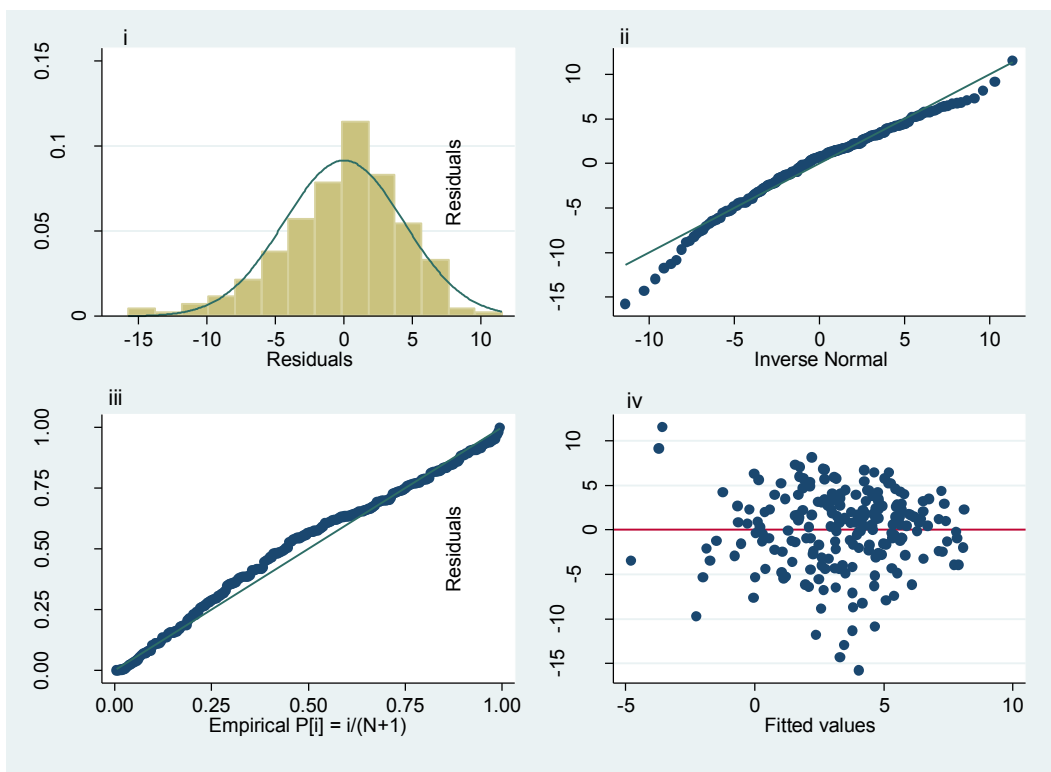 i
0.15
0.1
0.05
0
-15 -10 -5 0 5 10
Residuals
ii
Residuals
10
5
0
-5
-10
-15
-10 -5 0 5 10
Inverse Normal
iii
1.00
0.75
0.50
0.25
0.00
0.00 0.25 0.50 0.75 1.00
Empirical P[i] = i/(N+1)
iv
Residuals
10
5
0
-5
-10
-15
-5 0 5 10
Fitted values